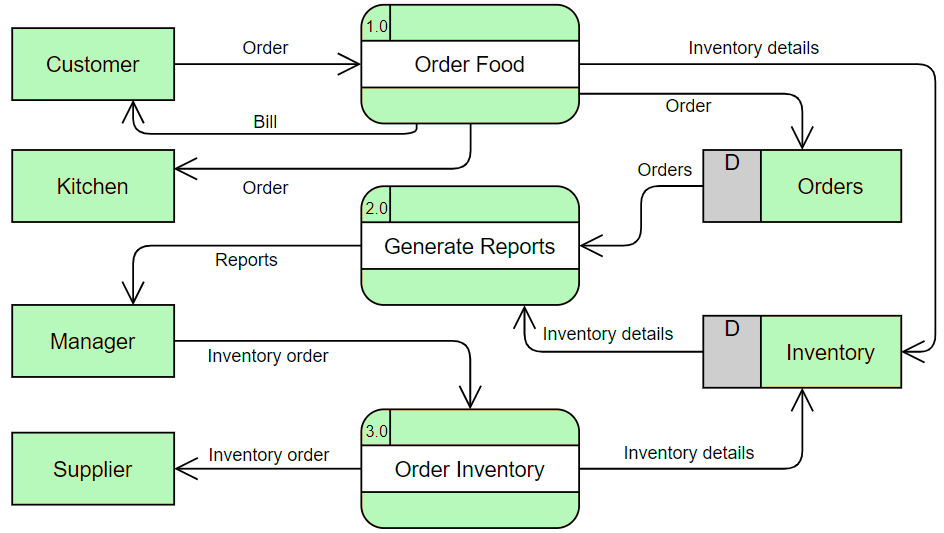 1.0
Customer
Order
Order Food
Inventory details
Order
Bill
D
Orders
Orders
Kitchen
Order
2.0
Generate Reports
Reports
D
Inventory
Inventory details
Manager
Inventory order
3.0
Supplier
Inventory order
Order Inventory
Inventory details